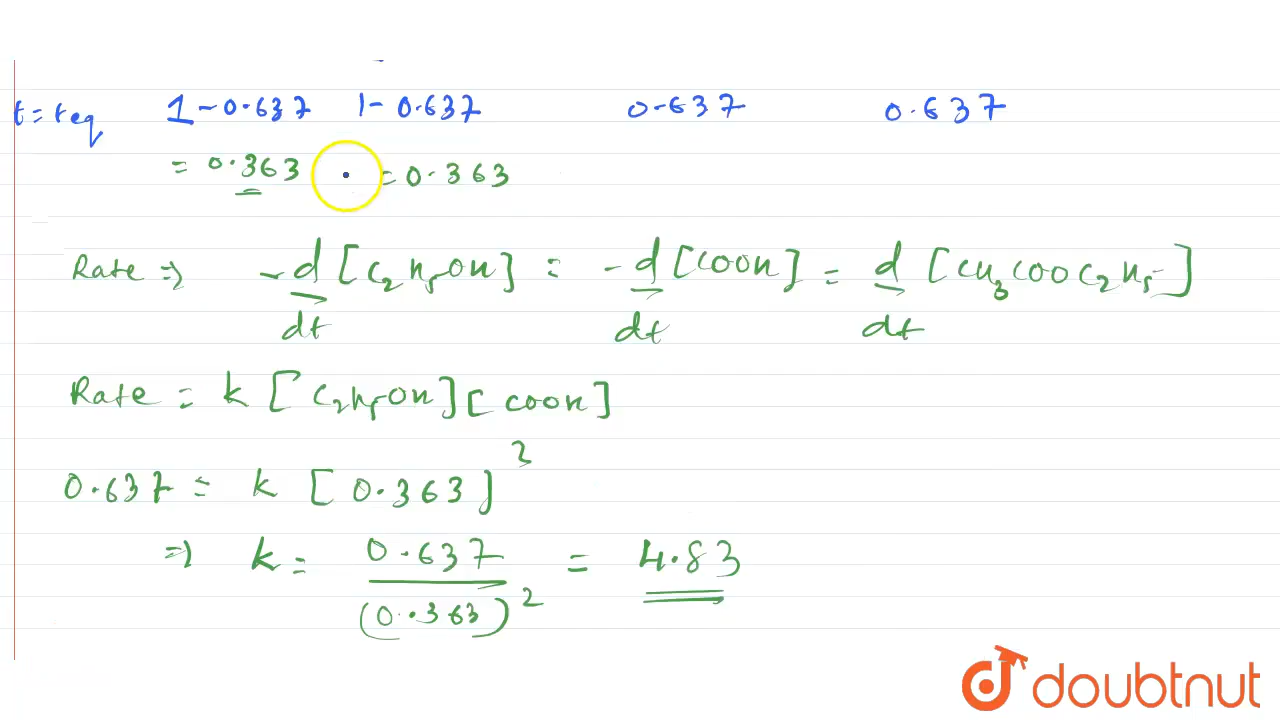 t = teq 1 - 0.637 1 - 0.637 0.637 0.637
= 0.363 = 0.363
Rate ⇒ -d/dt [C2H5OH] = -d/dt [COOH] = d/dt [CH3COOC2H5]
Rate = k [C2H5OH] [COOH]
0.637 = k [0.363]^2
⇒ k = 0.637/(0.363)^2 = 4.83
doubtnut